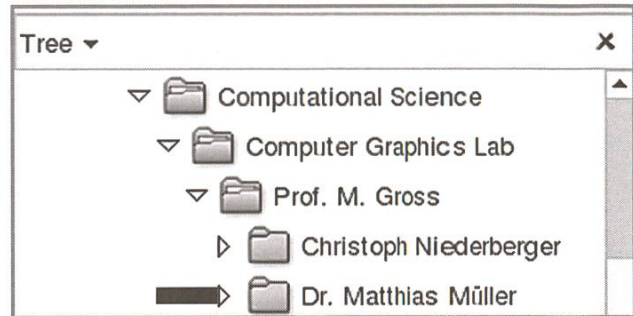 Tree
Computational Science
Computer Graphics Lab
Prof. M. Gross
Christoph Niederberger
Dr. Matthias Müller